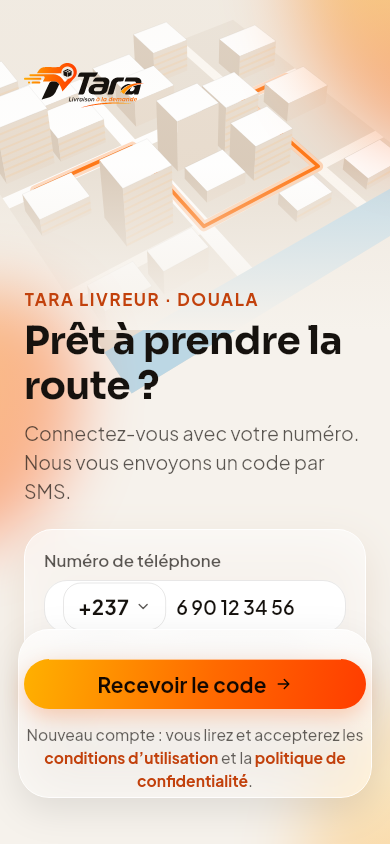 Tara
Livraison à la demande
TARA LIVREUR · DOUALA
Prêt à prendre la
route ?
Connectez-vous avec votre numéro.
Nous vous envoyons un code par
SMS.
Numéro de téléphone
+237 6 90 12 34 56
Recevoir le code →
Nouveau compte : vous lirez et accepterez les
conditions d’utilisation et la politique de
confidentialité.